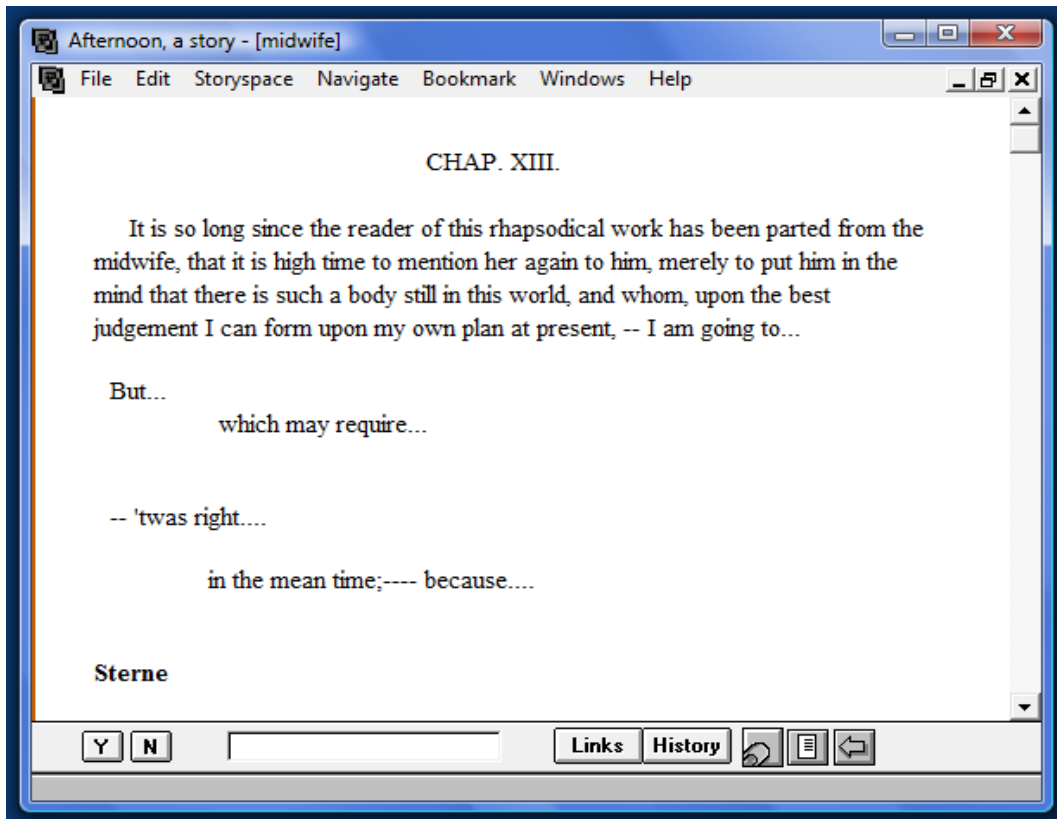 Afternoon, a story - [midwife]
File Edit Storyspace Navigate Bookmark Windows Help
CHAP. XIII.
It is so long since the reader of this rhapsodical work has been parted from the
midwife, that it is high time to mention her again to him, merely to put him in the
mind that there is such a body still in this world, and whom, upon the best
judgement I can form upon my own plan at present, -- I am going to...
But...
which may require...
-- 'twas right....
in the mean time;---- because....
Sterne
Y N Links History